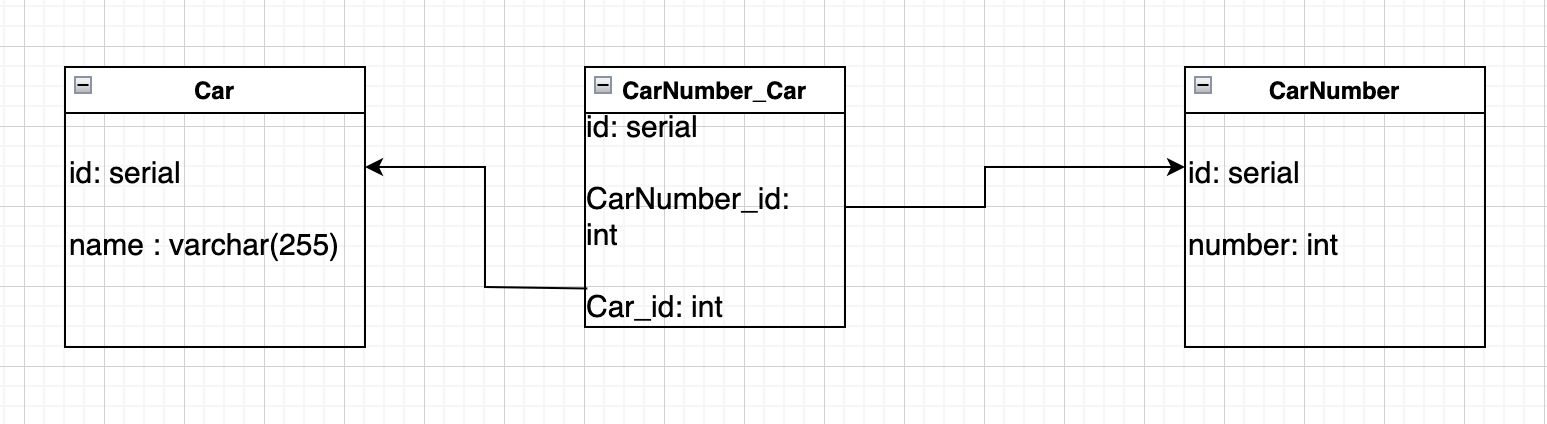 Car
id: serial
name : varchar(255)
CarNumber_Car
id: serial
CarNumber_id:
int
Car_id: int
CarNumber
id: serial
number: int